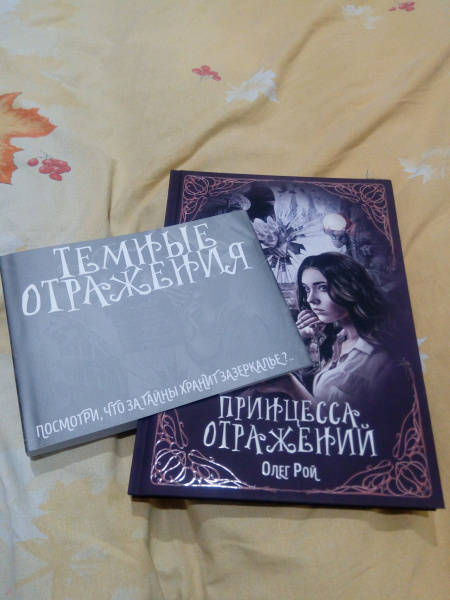 ТЕМНЫЕ
ОТРАЖЕНИЯ
ПОСМОТРИ, ЧТО ЗА ТАЙНЫ ХРАНИТ ЗАЗЕРКАЛЬЕ?...
ПРИНЦЕССА
ОТРАЖЕНИЙ
ОЛЕГ РОЙ